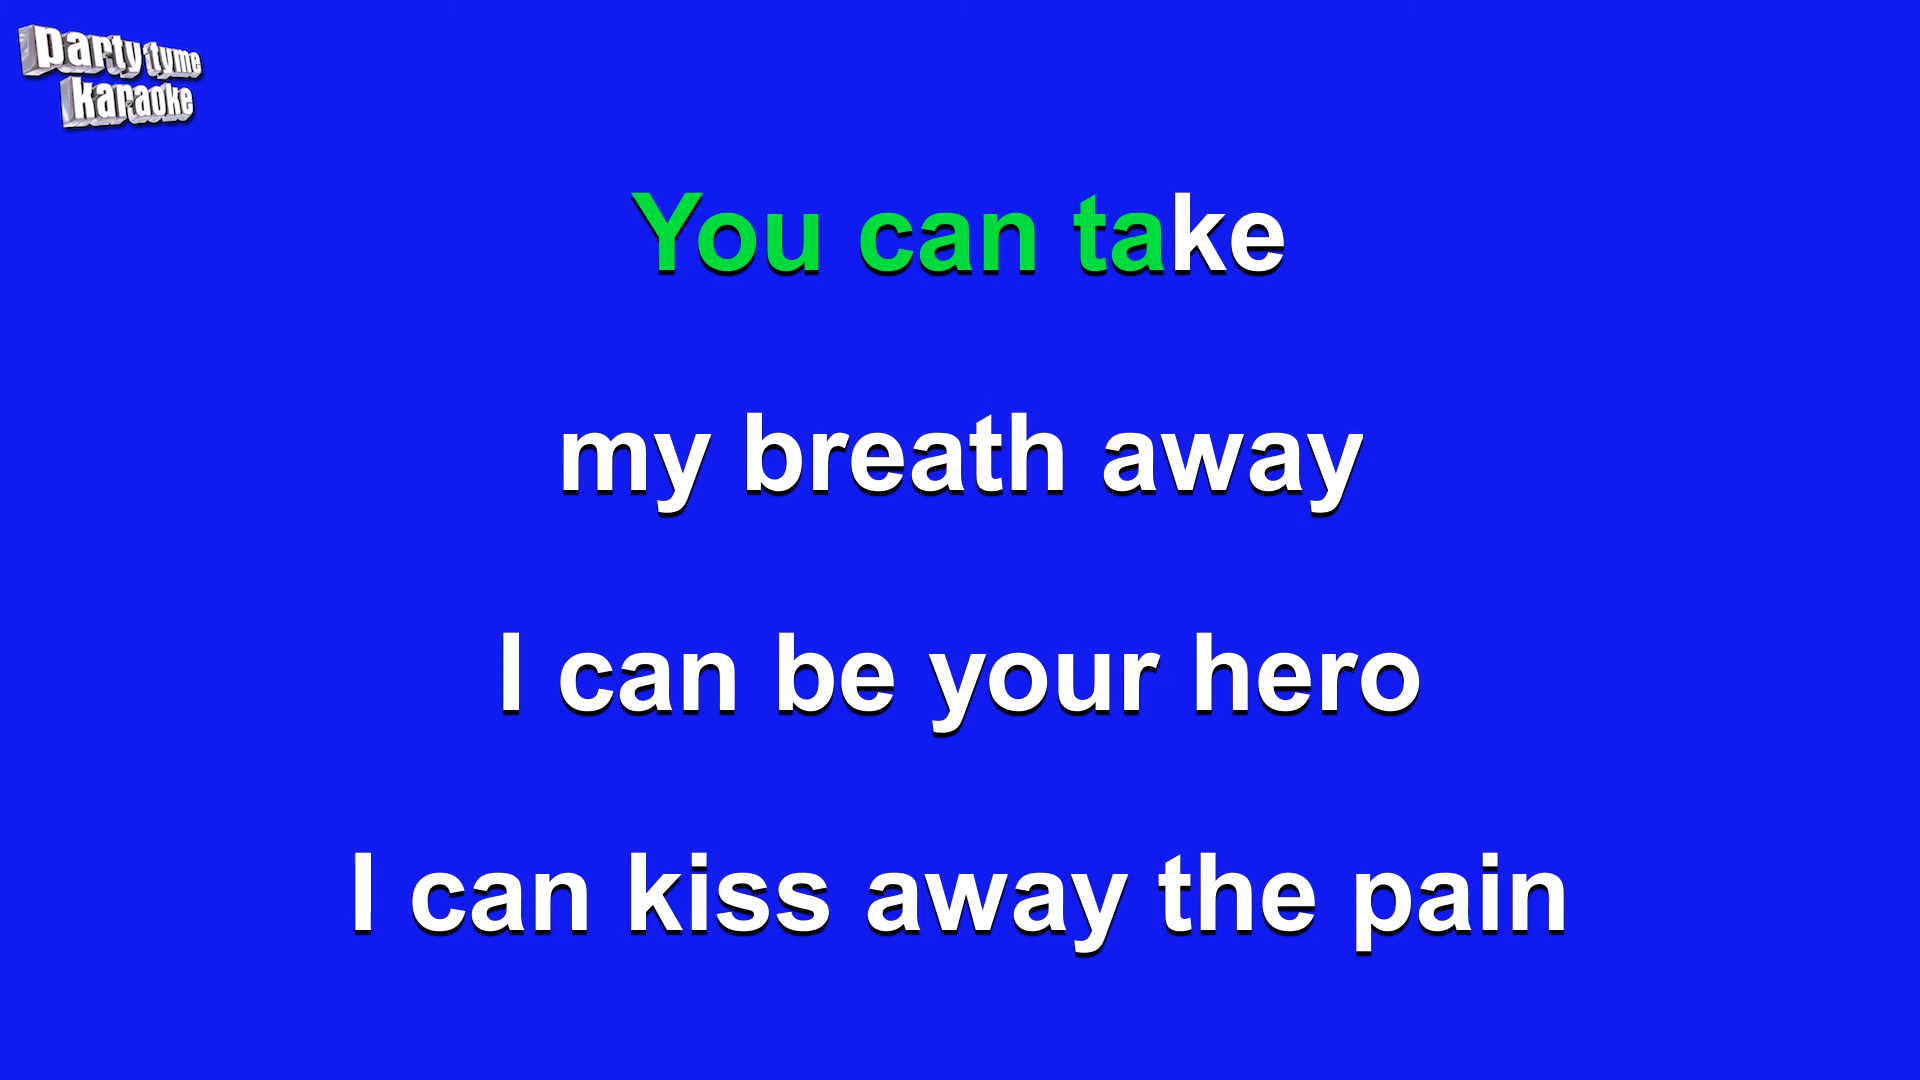 party tyme
karaoke
You can take
my breath away
I can be your hero
I can kiss away the pain